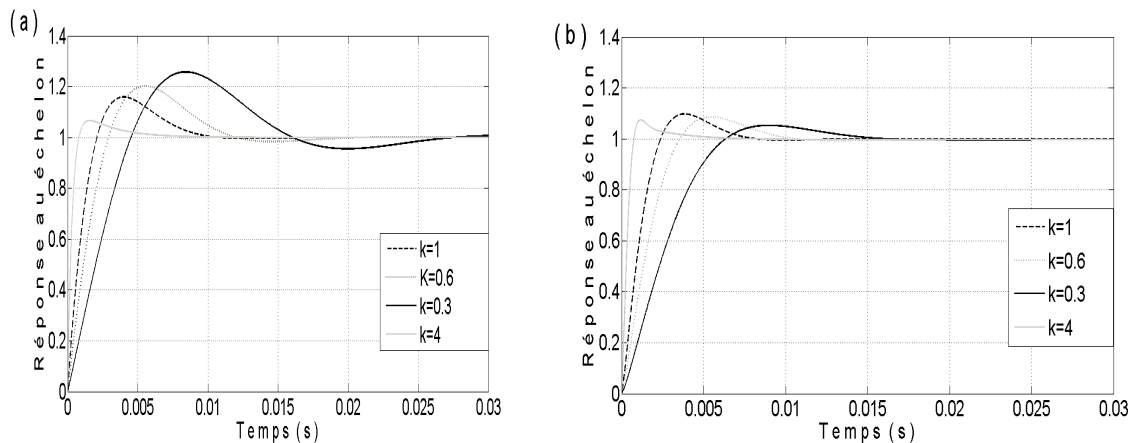 (a)
Réponse au échelon
1.4
1.2
1
0.8
0.6
0.4
0.2
0
0 0.005 0.01 0.015 0.02 0.025 0.03
Temps (s)
k=1
K=0.6
k=0.3
k=4
(b)
Réponse au échelon
1.4
1.2
1
0.8
0.6
0.4
0.2
0
0 0.005 0.01 0.015 0.02 0.025 0.03
Temps (s)
k=1
k=0.6
k=0.3
k=4